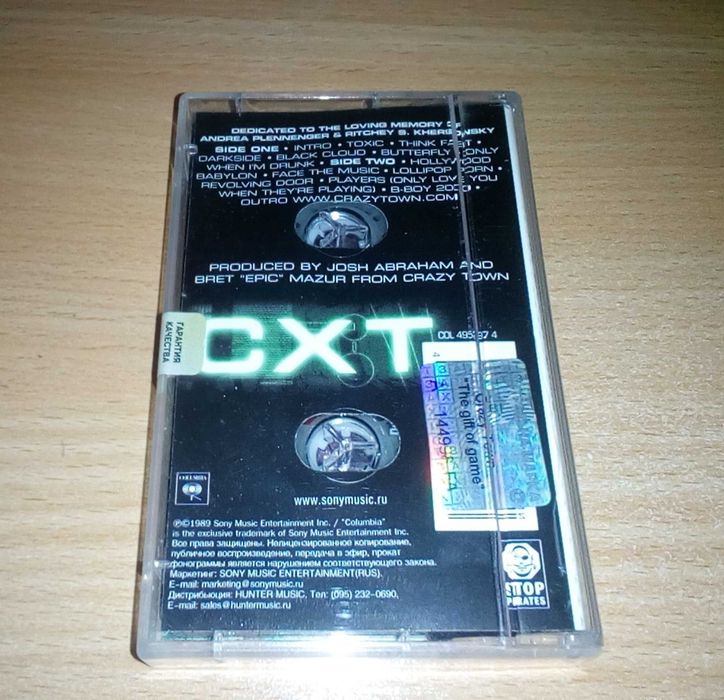 DEDICATED TO THE LOVING MEMORY OF
ANDREA PLENNENGER & RITCHEY S. KHERSONSKY
SIDE ONE • INTRO • TOXIC • THINK FAST •
DARKSIDE • BLACK CLOUD • BUTTERFLY • ONLY
WHEN I'M DRUNK • SIDE TWO • HOLLYWOOD
BABYLON • FACE THE MUSIC • LOLLIPOP PORN •
REVOLVING DOOR • PLAYERS (ONLY LOVE YOU
WHEN THEY'RE PLAYING) • B-BOY 2000 •
OUTRO WWW.CRAZYTOWN.COM
PRODUCED BY JOSH ABRAHAM AND
BRET "EPIC" MAZUR FROM CRAZY TOWN
ГАРАНТИЯ
КАЧЕСТВА
CXT
COL 495297 4
"The gift of game"
COLUMBIA
www.sonymusic.ru
℗©1989 Sony Music Entertainment Inc. / "Columbia"
is the exclusive trademark of Sony Music Entertainment Inc.
Все права защищены. Нелицензированное копирование,
публичное воспроизведение, передача в эфир, прокат
фонограммы является нарушением соответствующего закона.
Маркетинг: SONY MUSIC ENTERTAINMENT(RUS).
E-mail: marketing@sonymusic.ru
Дистрибьюция: HUNTER MUSIC, Тел: (095) 232-0690,
E-mail: sales@huntermusic.ru
STOP
PIRATES